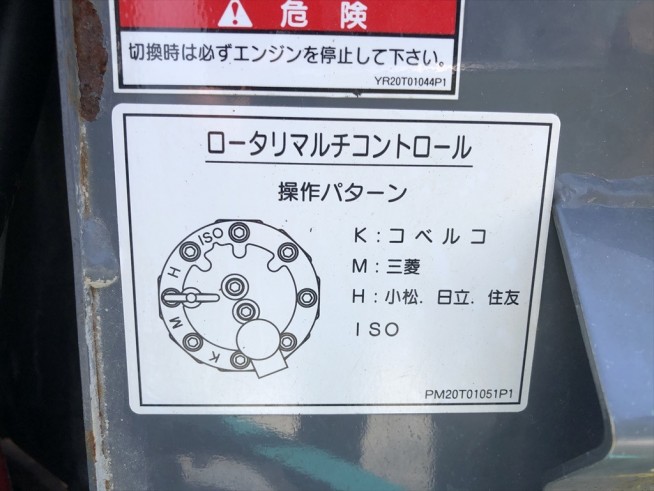 危険
切換時は必ずエンジンを停止して下さい。
YR20T01044P1
ロータリマルチコントロール
操作パターン
ISO
H
M
K
K:コベルコ
M:三菱
H:小松.日立.住友
ISO
PM20T01051P1